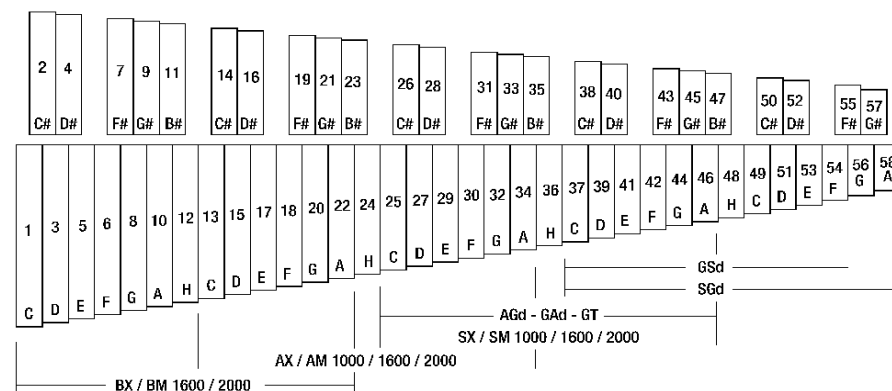 2 4 7 9 11 14 16 19 21 23 26 28 31 33 35 38 40 43 45 47 50 52 55 57
C# D# F# G# B# C# D# F# G# B# C# D# F# G# B# C# D# F# G# B# C# D# F# G#
1 3 5 6 8 10 12 13 15 17 18 20 22 24 25 27 29 30 32 34 36 37 39 41 42 44 46 48 49 51 53 54 56 58
C D E F G A H C D E F G A H C D E F G A H C D E F G A H C D E F G A
GSd
SGd
AGd - GAd - GT
SX / SM 1000 / 1600 / 2000
AX / AM 1000 / 1600 / 2000
BX / BM 1600 / 2000